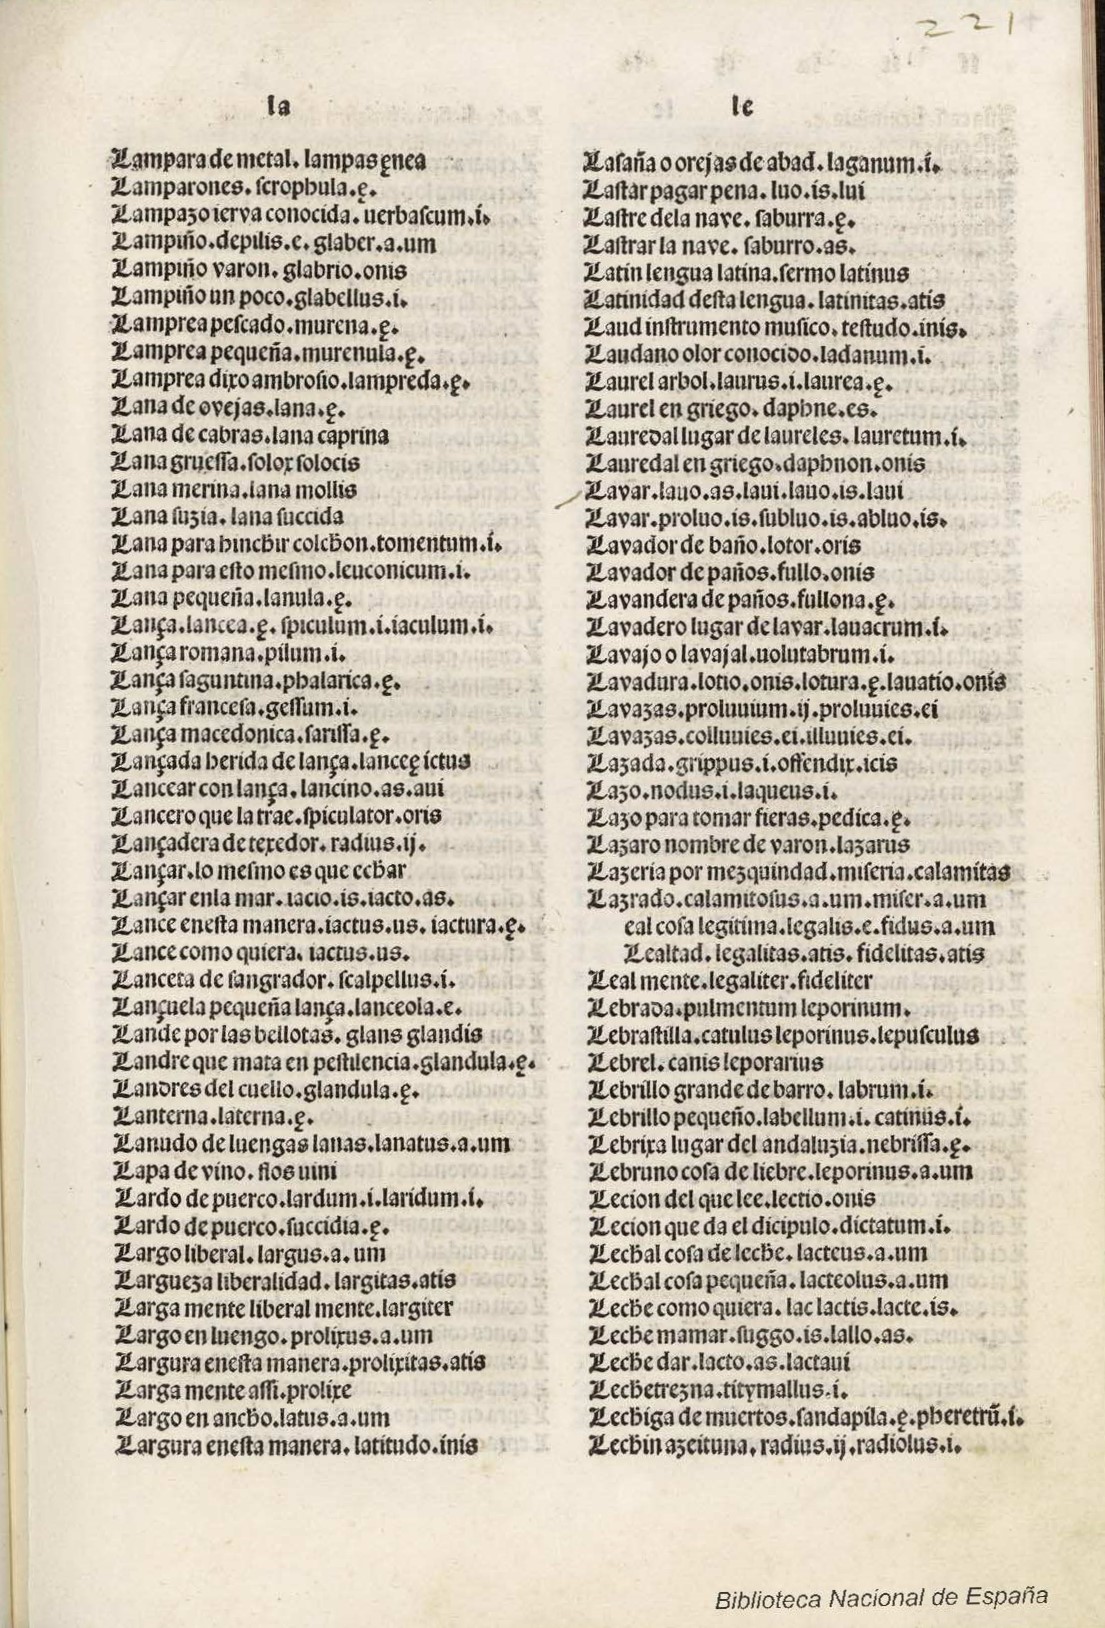 221
la
Lampara de metal. lampas ęnea
Lamparones. scrophula.ę.
Lampazo ierva conocida. uerbascum.i.
Lampiño.depilis.e. glaber.a.um
Lampiño varon. glabrio.onis
Lampiño un poco.glabellus.i.
Lamprea pescado.murena.ę.
Lamprea pequeña.murenula.ę.
Lamprea dixo ambrosio.lampreda.ę.
Lana de ovejas.lana.ę.
Lana de cabras.lana caprina
Lana gruessa.solox solocis
Lana merina.lana mollis
Lana suzia. lana succida
Lana para hinchir colchon.tomentum.i.
Lana para esto mesmo.leuconicum.i.
Lana pequeña.lanula.ę.
Lança.lancea.ę. spiculum.i.iaculum.i.
Lança romana.pilum.i.
Lança saguntina.phalarica.ę.
Lança francesa.gessum.i.
Lança macedonica.sarissa.ę.
Lançada herida de lança.lanceę ictus
Lancear con lança. lancino.as.aui
Lancero que la trae.spiculator.oris
Lançadera de texedor. radius.ij.
Lançar.lo mesmo es que echar
Lançar enla mar. iacio.is.iacto.as.
Lance enesta manera.iactus.us. iactura.ę.
Lance como quiera. iactus.us.
Lanceta de sangrador. scalpellus.i.
Lançuela pequeña lança.lanceola.e.
Lande por las bellotas. glans glandis
Landre que mata en pestilencia.glandula.ę.
Landres del cuello.glandula.ę.
Lanterna.laterna.ę.
Lanudo de luengas lanas.lanatus.a.um
Lapa de vino. flos uini
Lardo de puerco.lardum.i.laridum.i.
Lardo de puerco.succidia.ę.
Largo liberal. largus.a.um
Largueza liberalidad. largitas.atis
Larga mente liberal mente.largiter
Largo en luengo.prolixus.a.um
Largura enesta manera.prolixitas.atis
Larga mente assi.prolixe
Largo en ancho.latus.a.um
Largura enesta manera. latitudo.inis
le
Lasaña o orejas de abad.laganum.i.
Lastar pagar pena. luo.is.lui
Lastre dela nave. saburra.ę.
Lastrar la nave. saburro.as.
Latin lengua latina.sermo latinus
Latinidad desta lengua. latinitas.atis
Laud instrumento musico. testudo.inis.
Laudano olor conocido.ladanum.i.
Laurel arbol.laurus.i.laurea.ę.
Laurel en griego. daphne.es.
Lauredal lugar de laureles. lauretum.i.
Lauredal en griego.daphnon.onis
Lavar.lauo.as.laui.lauo.is.laui
Lavar.proluo.is.subluo.is.abluo.is.
Lavador de baño.lotor.oris
Lavador de paños.fullo.onis
Lavandera de paños.fullona.ę.
Lavadero lugar de lavar.lauacrum.i.
Lavajo o lavajal.uolutabrum.i.
Lavadura.lotio.onis.lotura.ę.lauatio.onis
Lavazas.proluuium.ij.proluuies.ei
Lavazas.colluuies.ei.illuuies.ei.
Lazada.grippus.i.offendix.icis
Lazo.nodus.i.laqueus.i.
Lazo para tomar fieras.pedica.ę.
Lazaro nombre de varon.lazarus
Lazeria por mezquindad.miseria.calamitas
Lazrado.calamitosus.a.um.miser.a.um
eal cosa legitima.legalis.e.fidus.a.um
Lealtad. legalitas.atis. fidelitas.atis
Leal mente.legaliter.fideliter
Lebrada.pulmentum leporinum.
Lebrastilla.catulus leporinus.lepusculus
Lebrel. canis leporarius
Lebrillo grande de barro. labrum.i.
Lebrillo pequeño.labellum.i. catinus.i.
Lebrixa lugar del andaluzia.nebrissa.ę.
Lebruno cosa de liebre.leporinus.a.um
Lecion del que lee.lectio.onis
Lecion que da el dicipulo.dictatum.i.
Lechal cosa de leche. lacteus.a.um
Lechal cosa pequeña. lacteolus.a.um
Leche como quiera. lac lactis.lacte.is.
Leche mamar.suggo.is.lallo.as.
Leche dar.lacto.as.lactaui
Lechetrezna.titymallus.i.
Lechiga de muertos.sandapila.ę.pheretrũ.i.
Lechin azeituna. radius.ij.radiolus.i.
Biblioteca Nacional de España